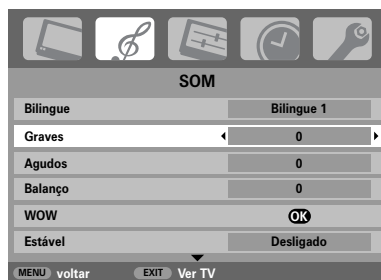 SOM
Bilingue Bilingue 1
Graves 0
Agudos 0
Balanço 0
WOW OK
Estável Desligado
MENU voltar EXIT Ver TV